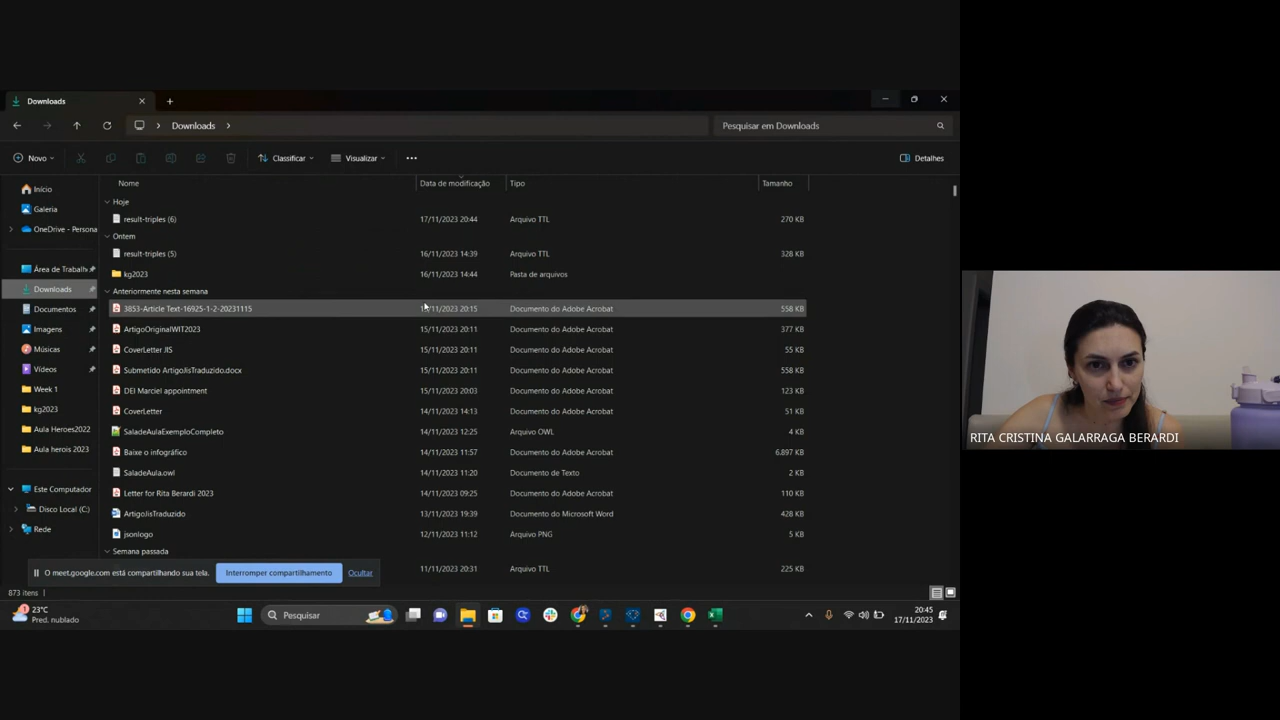 Downloads
Downloads
Pesquisar em Downloads
Novo
Classificar
Visualizar
Detalhes
Nome Data de modificação Tipo Tamanho
Hoje
result-triples (6) 17/11/2023 20:44 Arquivo TTL 270 KB
Ontem
result-triples (5) 16/11/2023 14:39 Arquivo TTL 328 KB
kg2023 16/11/2023 14:44 Pasta de arquivos
Anteriormente nesta semana
3853-Article Text-16925-1-2-20231115 20:15 Documento do Adobe Acrobat 558 KB
ArtigoOriginalWIT2023 15/11/2023 20:11 Documento do Adobe Acrobat 377 KB
CoverLetter JIS 15/11/2023 20:11 Documento do Adobe Acrobat 55 KB
Submetido ArtigoJisTraduzido.docx 15/11/2023 20:11 Documento do Adobe Acrobat 558 KB
DEI Marciel appointment 15/11/2023 20:03 Documento do Adobe Acrobat 123 KB
CoverLetter 14/11/2023 14:13 Documento do Adobe Acrobat 51 KB
SaladeAulaExemploCompleto 14/11/2023 12:25 Arquivo OWL 4 KB
Baixe o infográfico 14/11/2023 11:57 Documento do Adobe Acrobat 6.897 KB
SaladeAula.owl 14/11/2023 11:20 Documento de Texto 2 KB
Letter for Rita Berardi 2023 14/11/2023 09:25 Documento do Adobe Acrobat 110 KB
ArtigoJisTraduzido 13/11/2023 19:39 Documento do Microsoft Word 428 KB
jsonlogo 12/11/2023 11:12 Arquivo PNG 5 KB
Semana passada
11/11/2023 20:31 Arquivo TTL 225 KB
Início
Galeria
OneDrive - Persona
Área de Trabalh
Downloads
Documentos
Imagens
Músicas
Vídeos
Week 1
kg2023
Aula Heroes2022
Aula herois 2023
Este Computador
Disco Local (C:)
Rede
O meet.google.com está compartilhando sua tela.
Interromper compartilhamento
Ocultar
873 itens
23°C
Pred. nublado
Pesquisar
20:45
17/11/2023
RITA CRISTINA GALARRAGA BERARDI